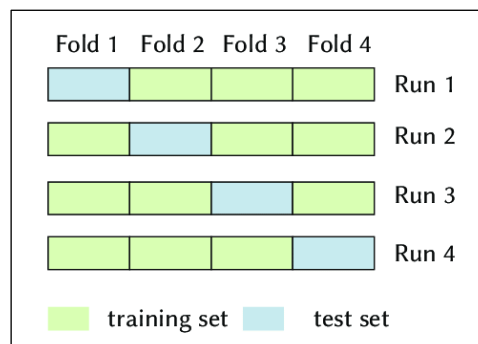 Fold 1 Fold 2 Fold 3 Fold 4
Run 1
Run 2
Run 3
Run 4
training set test set